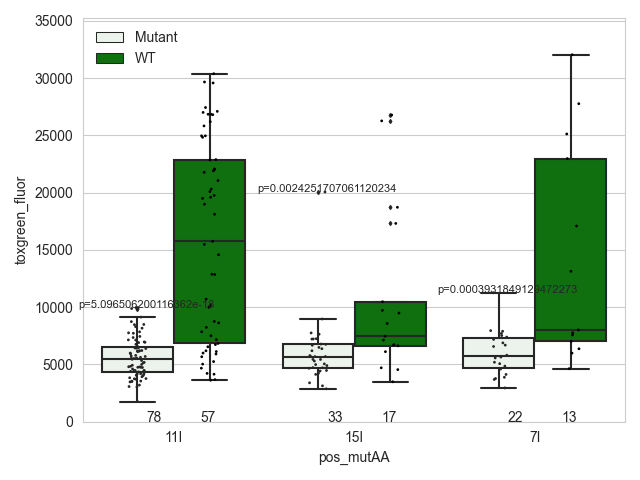 35000
30000
25000
20000
15000
10000
5000
0
toxgreen_fluor
Mutant
WT
p=0.0024251707061120234
p=0.0003931849129472273
78
57
33
17
22
13
11I
15I
7I
pos_mutAA